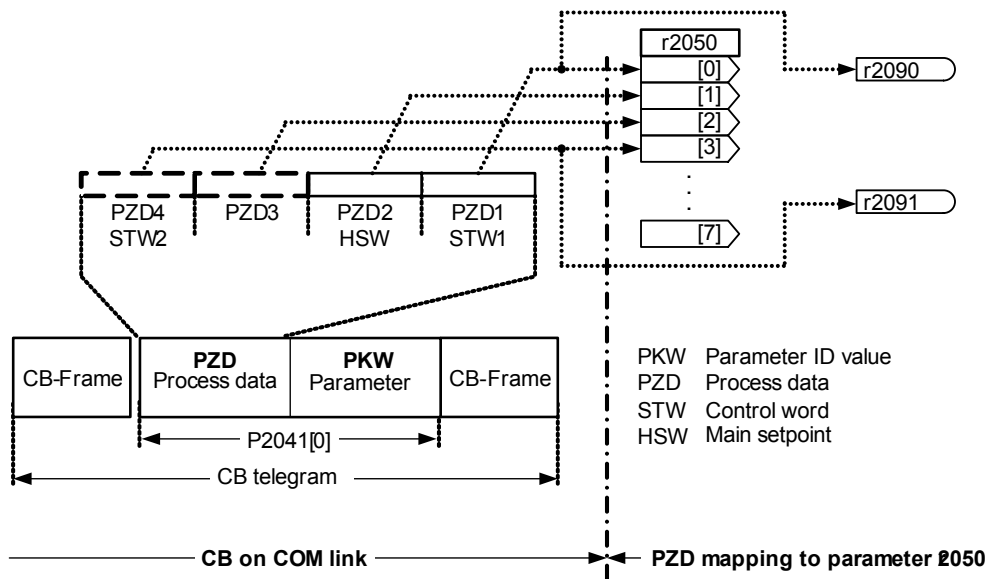 r2050
[0]
r2090
[1]
[2]
[3]
PZD4 PZD3 PZD2 PZD1
STW2 HSW STW1
r2091
[7]
CB-Frame PZD PKW CB-Frame
Process data Parameter
PKW Parameter ID value
PZD Process data
STW Control word
HSW Main setpoint
P2041[0]
CB telegram
CB on COM link
PZD mapping to parameter r2050